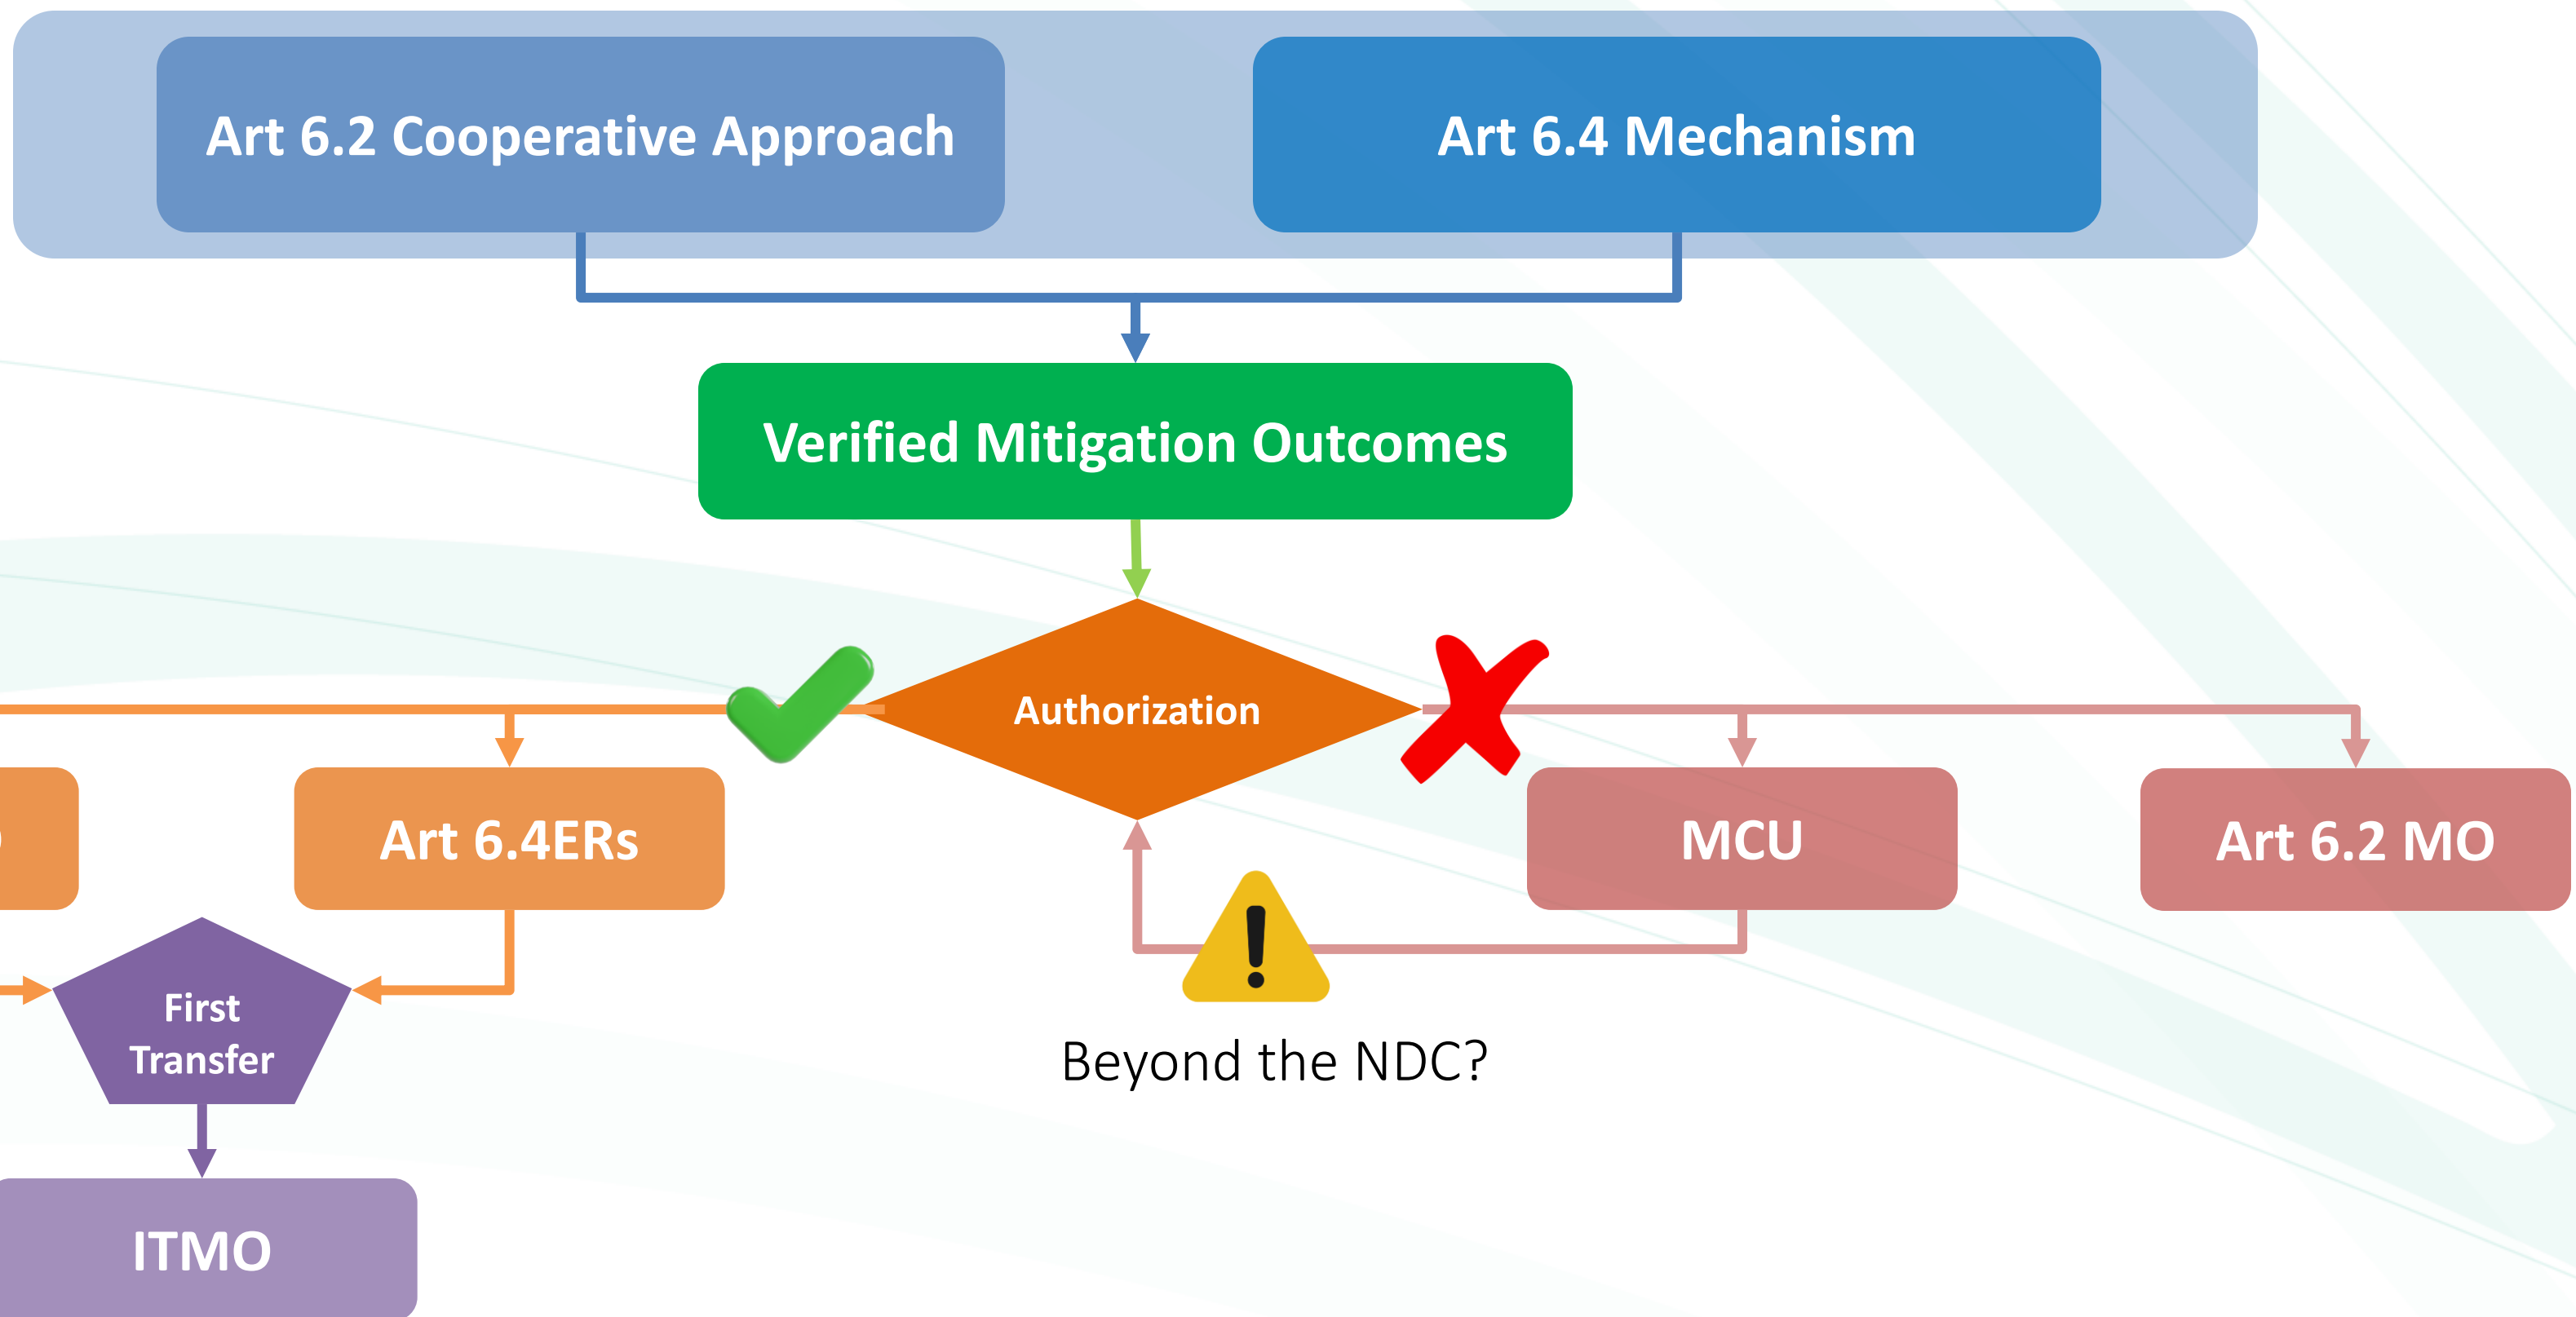 Art 6.2 Cooperative Approach
Art 6.4 Mechanism
Verified Mitigation Outcomes
Authorization
Art 6.4ERs
MCU
Art 6.2 MO
First
Transfer
Beyond the NDC?
ITMO